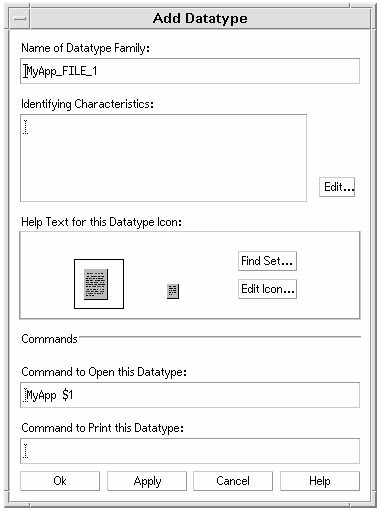 Add Datatype
Name of Datatype Family:
MyApp_FILE_1
Identifying Characteristics:
Edit...
Help Text for this Datatype Icon:
Find Set...
Edit Icon...
Commands
Command to Open this Datatype:
MyApp $1
Command to Print this Datatype:
Ok Apply Cancel Help